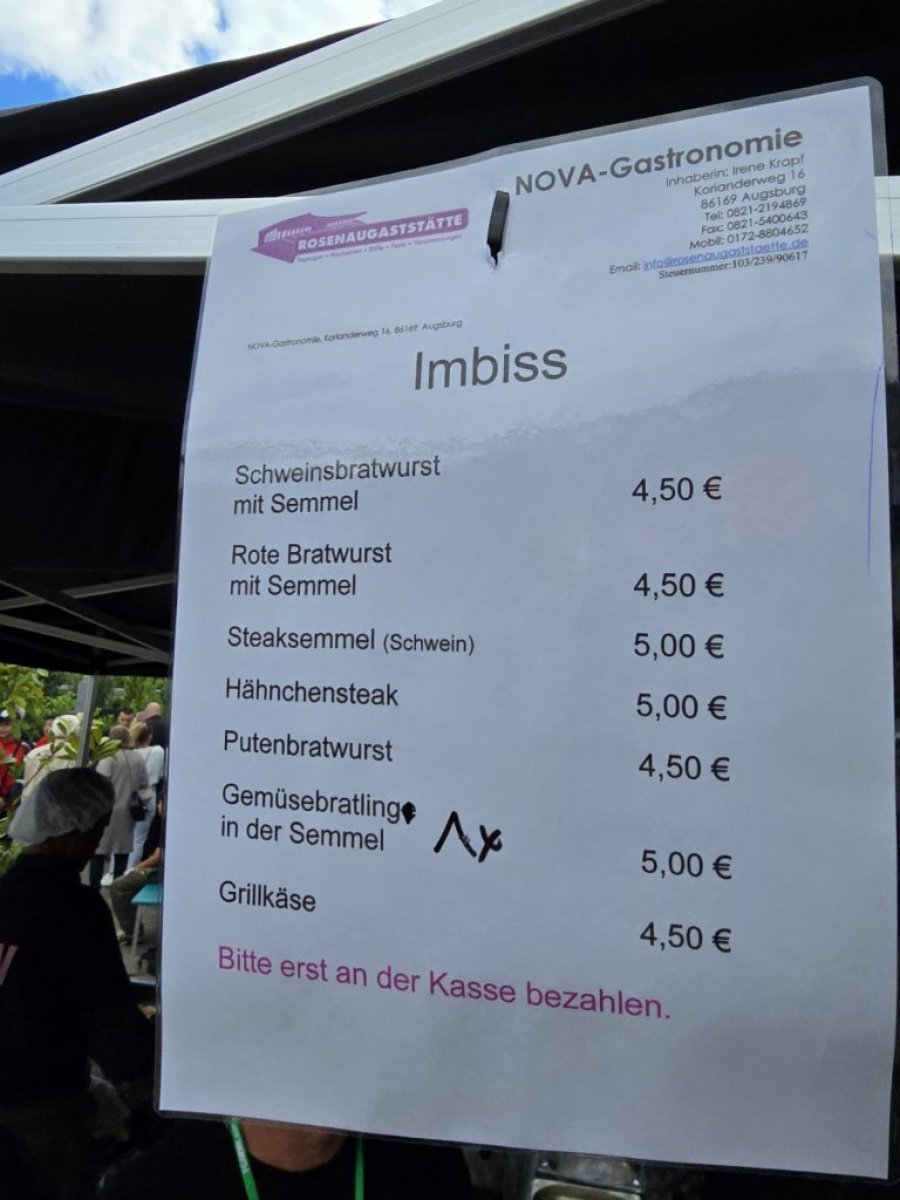 NOVA-Gastronomie
Inhaberin: Irene Krapf
Korianderweg 16
86169 Augsburg
Tel: 0821-2194869
Fax: 0821-5400643
Mobil: 0172-8804652
Email: info@rosenaugaststaette.de
Steuernummer:103/239/90617
ROSENAUGASTSTÄTTE
NOVA-Gastronomie, Korianderweg 16, 86169 Augsburg
Imbiss
Schweinsbratwurst
mit Semmel 4,50 €
Rote Bratwurst
mit Semmel 4,50 €
Steaksemmel (Schwein) 5,00 €
Hähnchensteak 5,00 €
Putenbratwurst 4,50 €
Gemüsebratling
in der Semmel 1x 5,00 €
Grillkäse 4,50 €
Bitte erst an der Kasse bezahlen.